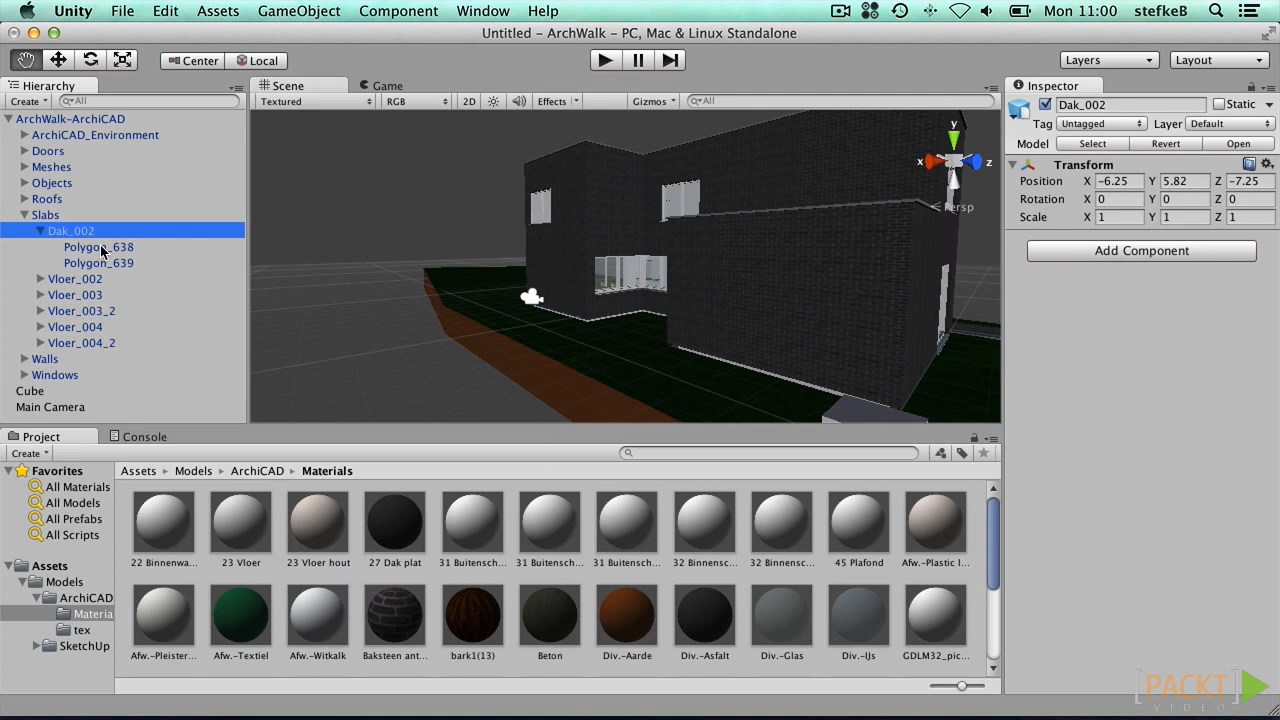 Unity File Edit Assets GameObject Component Window Help Mon 11:00 stefkeB
Untitled - ArchWalk - PC, Mac & Linux Standalone
Center Local Layers Layout
Hierarchy
Create All
ArchWalk-ArchiCAD
ArchiCAD_Environment
Doors
Meshes
Objects
Roofs
Slabs
Dak_002
Polygon_638
Polygon_639
Vloer_002
Vloer_003
Vloer_003_2
Vloer_004
Vloer_004_2
Walls
Windows
Cube
Main Camera
Scene Game
Textured RGB 2D Effects Gizmos All
y
x z
Persp
Inspector
Dak_002 Static
Tag Untagged Layer Default
Model Select Revert Open
Transform
Position X -6.25 Y 5.82 Z -7.25
Rotation X 0 Y 0 Z 0
Scale X 1 Y 1 Z 1
Add Component
Project Console
Create
Favorites
All Materials
All Models
All Prefabs
All Scripts
Assets
Models
ArchiCAD
Materia
tex
SketchUp
Assets Models ArchiCAD Materials
22 Binnenwa... 23 Vloer 23 Vloer hout 27 Dak plat 31 Buitensch... 31 Buitensch... 31 Buitensch... 32 Binnensc... 32 Binnensc... 45 Plafond Afw.-Plastic l...
Afw.-Pleister... Afw.-Textiel Afw.-Witkalk Baksteen ant... bark1(13) Beton Div.-Aarde Div.-Asfalt Div.-Glas Div.-IJs GDLM32_pic...
[PACKT]
VIDEO